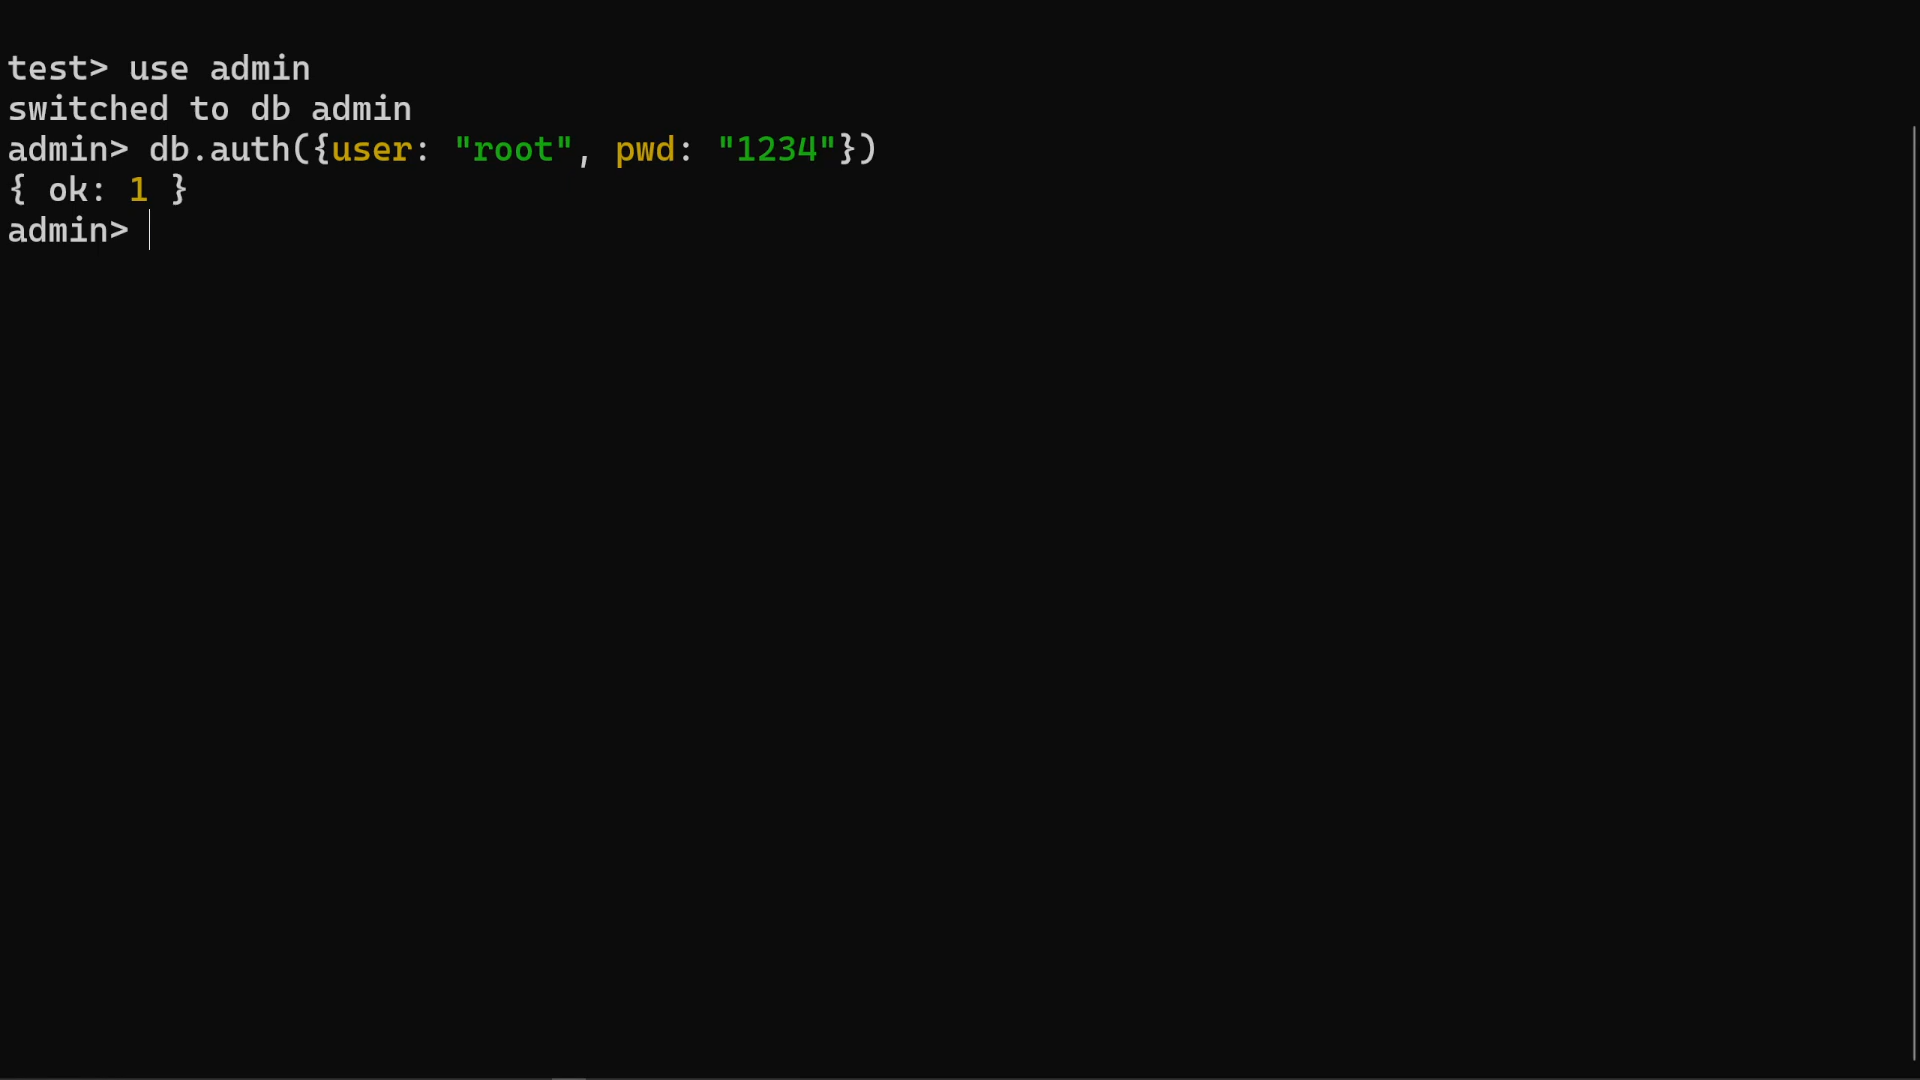 test> use admin
switched to db admin
admin> db.auth({user: "root", pwd: "1234"})
{ ok: 1 }
admin>